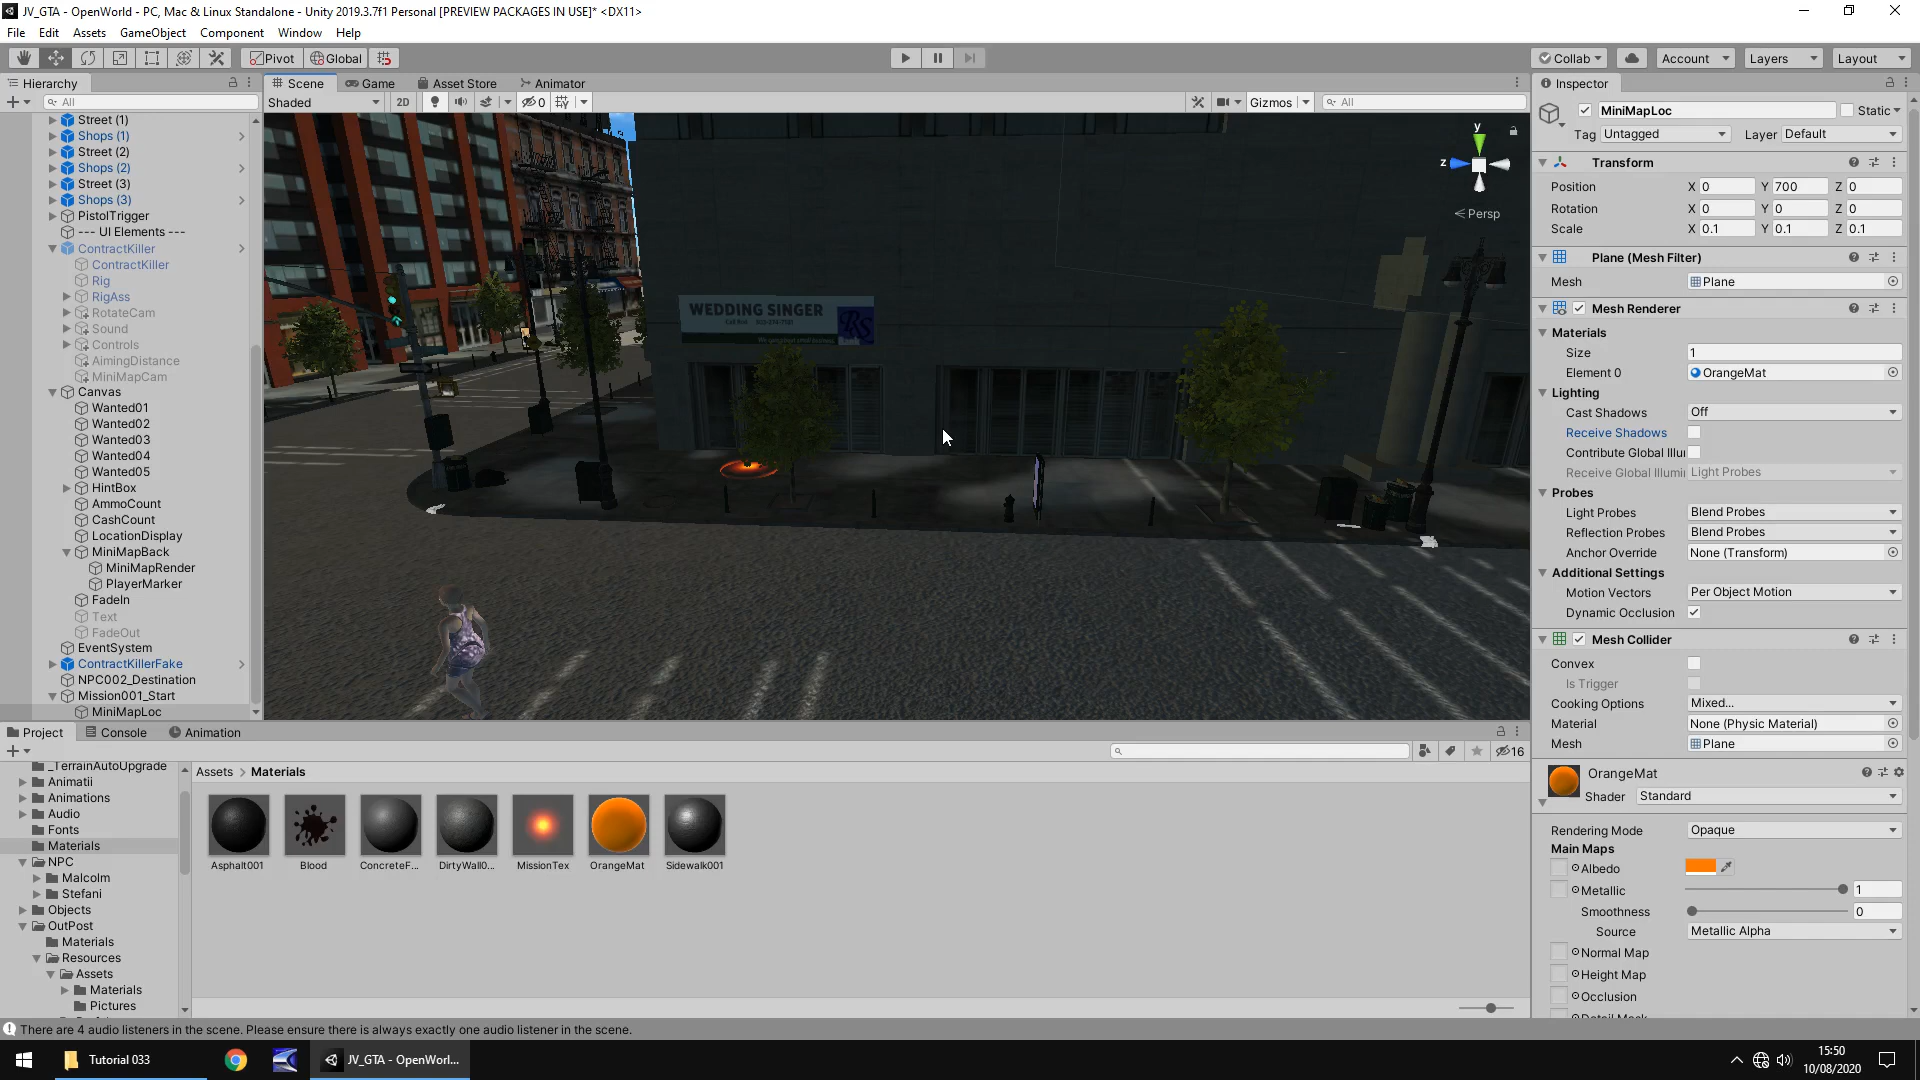 JV_GTA - OpenWorld - PC, Mac & Linux Standalone - Unity 2019.3.7f1 Personal [PREVIEW PACKAGES IN USE]* <DX11>
File Edit Assets GameObject Component Window Help
Pivot Global Collab Account Layers Layout
Hierarchy
All
Street (1)
Shops (1)
Street (2)
Shops (2)
Street (3)
Shops (3)
PistolTrigger
--- UI Elements ---
ContractKiller
ContractKiller
Rig
RigAss
RotateCam
Sound
Controls
AimingDistance
MiniMapCam
Canvas
Wanted01
Wanted02
Wanted03
Wanted04
Wanted05
HintBox
AmmoCount
CashCount
LocationDisplay
MiniMapBack
MiniMapRender
PlayerMarker
FadeIn
Text
FadeOut
EventSystem
ContractKillerFake
NPC002_Destination
Mission001_Start
MiniMapLoc
Scene Game Asset Store Animator
Shaded 2D 0 Gizmos All
y
z
Persp
WEDDING SINGER
Inspector
MiniMapLoc Static
Tag Untagged Layer Default
Transform
Position X 0 Y 700 Z 0
Rotation X 0 Y 0 Z 0
Scale X 0.1 Y 0.1 Z 0.1
Plane (Mesh Filter)
Mesh Plane
Mesh Renderer
Materials
Size 1
Element 0 OrangeMat
Lighting
Cast Shadows Off
Receive Shadows
Contribute Global Illu
Receive Global Illumin Light Probes
Probes
Light Probes Blend Probes
Reflection Probes Blend Probes
Anchor Override None (Transform)
Additional Settings
Motion Vectors Per Object Motion
Dynamic Occlusion
Mesh Collider
Convex
Is Trigger
Cooking Options Mixed...
Material None (Physic Material)
Mesh Plane
OrangeMat
Shader Standard
Rendering Mode Opaque
Main Maps
Albedo
Metallic 1
Smoothness 0
Source Metallic Alpha
Normal Map
Height Map
Occlusion
Detail Mask
Project Console Animation
16
_TerrainAutoUpgrade
Animatii
Animations
Audio
Fonts
Materials
NPC
Malcolm
Stefani
Objects
OutPost
Materials
Resources
Assets
Materials
Pictures
Assets > Materials
Asphalt001 Blood ConcreteF... DirtyWall0... MissionTex OrangeMat Sidewalk001
There are 4 audio listeners in the scene. Please ensure there is always exactly one audio listener in the scene.
Tutorial 033 JV_GTA - OpenWorl...
15:50
10/08/2020